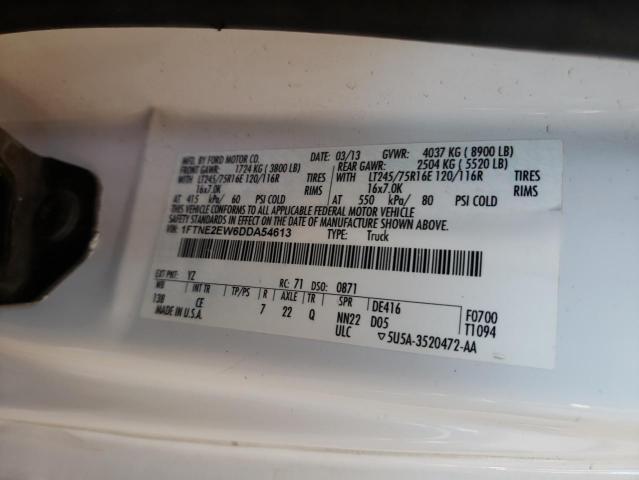 MFD. BY FORD MOTOR CO. DATE: 03/13 GVWR: 4037 KG ( 8900 LB)
FRONT GAWR: 1724 KG ( 3800 LB) REAR GAWR: 2504 KG ( 5520 LB)
WITH LT245/75R16E 120/116R TIRES WITH LT245/75R16E 120/116R TIRES
16x7.0K RIMS 16x7.0K RIMS
AT 415 kPa/ 60 PSI COLD AT 550 kPa/ 80 PSI COLD
THIS VEHICLE CONFORMS TO ALL APPLICABLE FEDERAL MOTOR VEHICLE
SAFETY STANDARDS IN EFFECT ON THE DATE OF MANUFACTURE SHOWN ABOVE.
VIN: 1FTNE2EW6DDA54613 TYPE: Truck
EXT PNT: YZ RC: 71 DSO: 0871
WB INT TR TP/PS R AXLE TR SPR DE416 F0700
138 CE 7 22 Q NN22 D05 T1094
MADE IN U.S.A. ULC ▽5U5A-3520472-AA